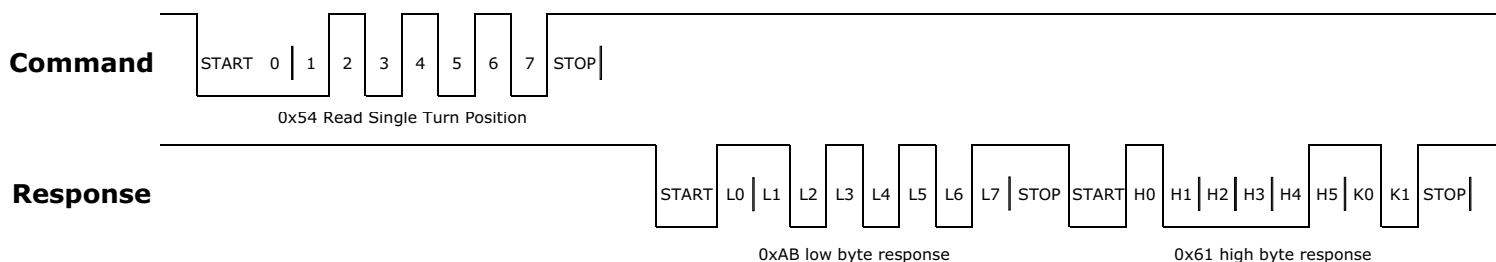 Command START 0 1 2 3 4 5 6 7 STOP
0x54 Read Single Turn Position
Response START L0 L1 L2 L3 L4 L5 L6 L7 STOP START H0 H1 H2 H3 H4 H5 K0 K1 STOP
0xAB low byte response 0x61 high byte response